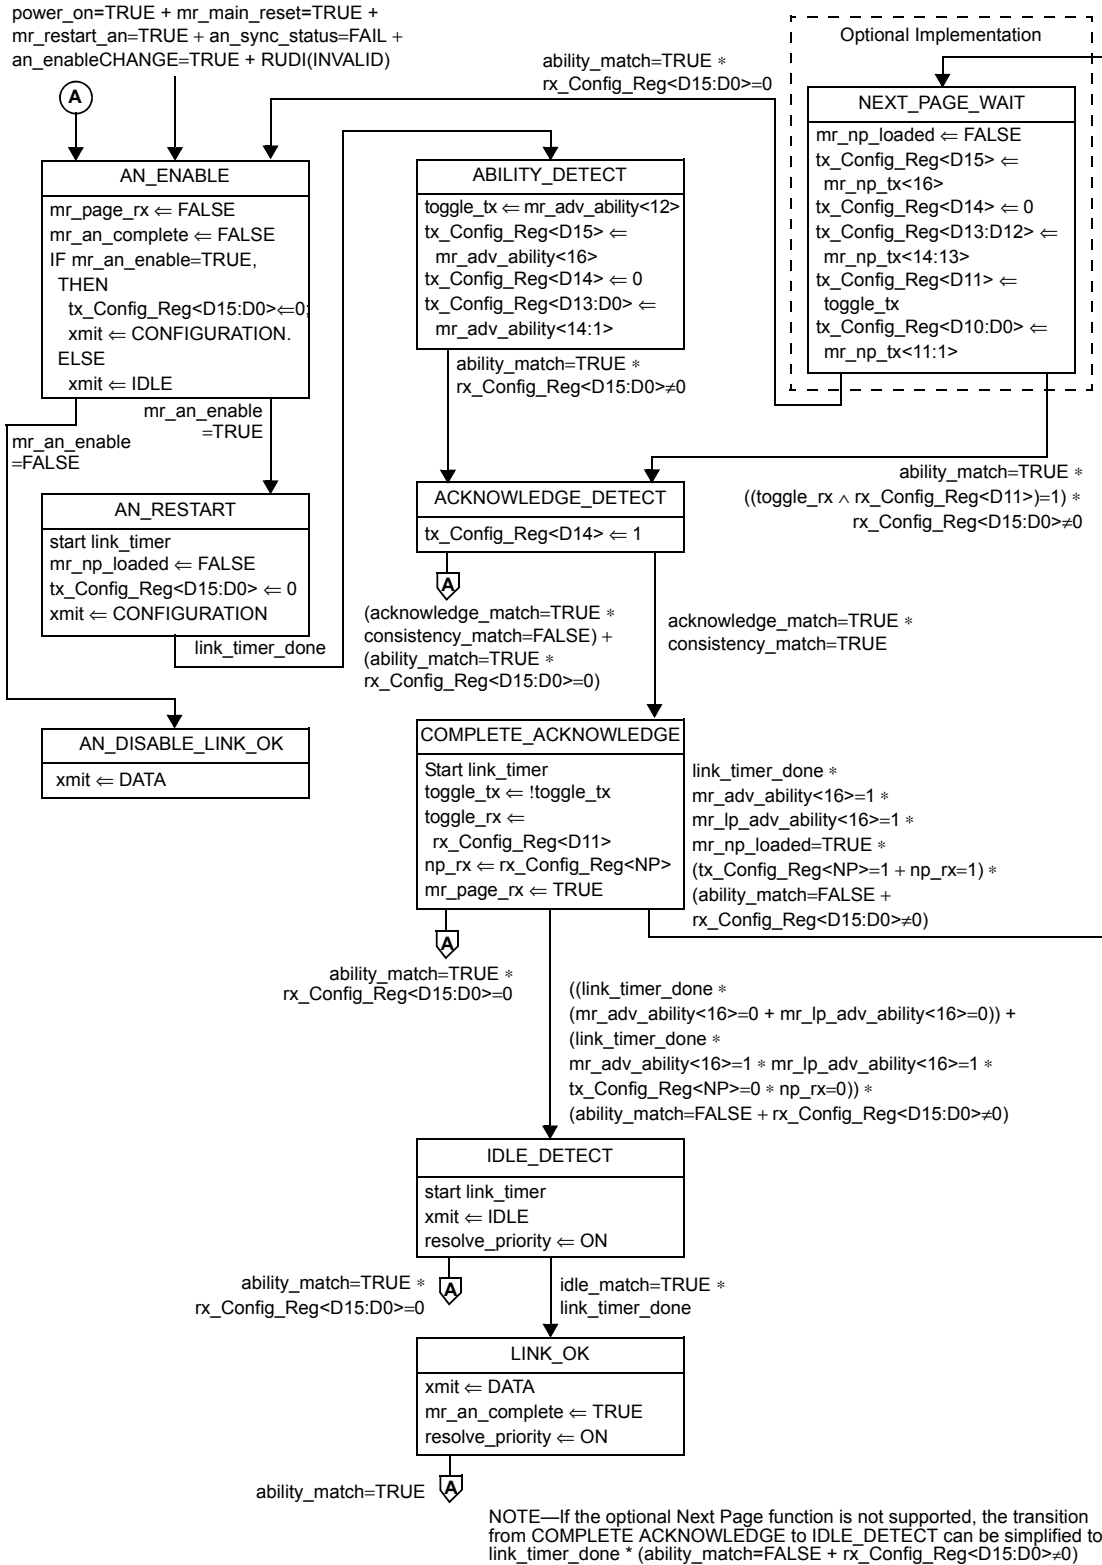 power_on=TRUE + mr_main_reset=TRUE +
mr_restart_an=TRUE + an_sync_status=FAIL +
an_enableCHANGE=TRUE + RUDI(INVALID)
A
ability_match=TRUE ∗
rx_Config_Reg<D15:D0>=0
Optional Implementation
NEXT_PAGE_WAIT
mr_np_loaded ⇐ FALSE
tx_Config_Reg<D15> ⇐
mr_np_tx<16>
tx_Config_Reg<D14> ⇐ 0
tx_Config_Reg<D13:D12> ⇐
mr_np_tx<14:13>
tx_Config_Reg<D11> ⇐
toggle_tx
tx_Config_Reg<D10:D0> ⇐
mr_np_tx<11:1>
AN_ENABLE
mr_page_rx ⇐ FALSE
mr_an_complete ⇐ FALSE
IF mr_an_enable=TRUE,
THEN
tx_Config_Reg<D15:D0>⇐0;
xmit ⇐ CONFIGURATION.
ELSE
xmit ⇐ IDLE
ABILITY_DETECT
toggle_tx ⇐ mr_adv_ability<12>
tx_Config_Reg<D15> ⇐
mr_adv_ability<16>
tx_Config_Reg<D14> ⇐ 0
tx_Config_Reg<D13:D0> ⇐
mr_adv_ability<14:1>
ability_match=TRUE ∗
rx_Config_Reg<D15:D0>≠0
mr_an_enable
=TRUE
mr_an_enable
=FALSE
AN_RESTART
start link_timer
mr_np_loaded ⇐ FALSE
tx_Config_Reg<D15:D0> ⇐ 0
xmit ⇐ CONFIGURATION
link_timer_done
ACKNOWLEDGE_DETECT
tx_Config_Reg<D14> ⇐ 1
ability_match=TRUE ∗
((toggle_rx ∧ rx_Config_Reg<D11>)=1) ∗
rx_Config_Reg<D15:D0>≠0
A
(acknowledge_match=TRUE ∗
consistency_match=FALSE) +
(ability_match=TRUE ∗
rx_Config_Reg<D15:D0>=0)
acknowledge_match=TRUE ∗
consistency_match=TRUE
AN_DISABLE_LINK_OK
xmit ⇐ DATA
COMPLETE_ACKNOWLEDGE
Start link_timer
toggle_tx ⇐ !toggle_tx
toggle_rx ⇐
rx_Config_Reg<D11>
np_rx ⇐ rx_Config_Reg<NP>
mr_page_rx ⇐ TRUE
link_timer_done ∗
mr_adv_ability<16>=1 ∗
mr_lp_adv_ability<16>=1 ∗
mr_np_loaded=TRUE ∗
(tx_Config_Reg<NP>=1 + np_rx=1) ∗
(ability_match=FALSE +
rx_Config_Reg<D15:D0>≠0)
A
ability_match=TRUE ∗
rx_Config_Reg<D15:D0>=0
((link_timer_done ∗
(mr_adv_ability<16>=0 + mr_lp_adv_ability<16>=0)) +
(link_timer_done ∗
mr_adv_ability<16>=1 ∗ mr_lp_adv_ability<16>=1 ∗
tx_Config_Reg<NP>=0 ∗ np_rx=0)) ∗
(ability_match=FALSE + rx_Config_Reg<D15:D0>≠0)
IDLE_DETECT
start link_timer
xmit ⇐ IDLE
resolve_priority ⇐ ON
A
ability_match=TRUE ∗
rx_Config_Reg<D15:D0>=0
idle_match=TRUE ∗
link_timer_done
LINK_OK
xmit ⇐ DATA
mr_an_complete ⇐ TRUE
resolve_priority ⇐ ON
A
ability_match=TRUE
NOTE—If the optional Next Page function is not supported, the transition
from COMPLETE ACKNOWLEDGE to IDLE_DETECT can be simplified to
link_timer_done * (ability_match=FALSE + rx_Config_Reg<D15:D0>≠0)